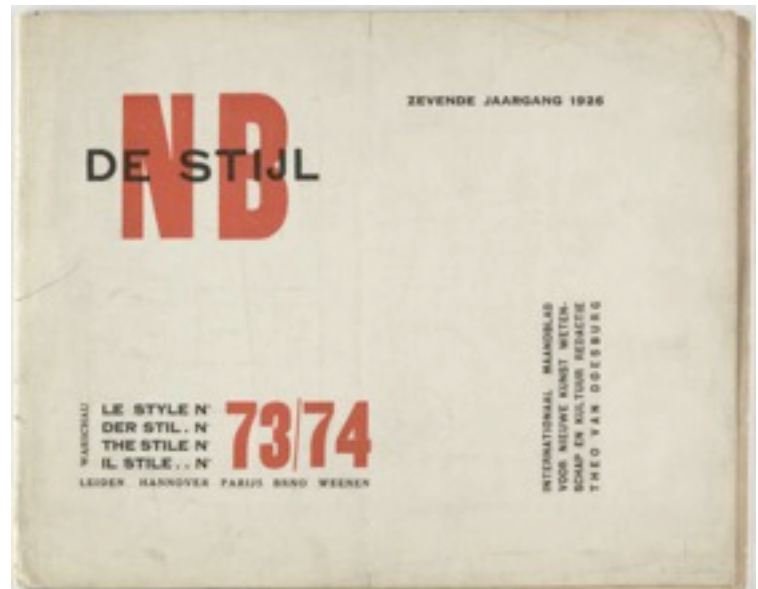 NB
DE STIJL
ZEVENDE JAARGANG 1926
INTERNATIONAAL MAANDBLAD
VOOR NIEUWE KUNST WETEN-
SCHAP EN KULTUUR REDACTIE
THEO VAN DOESBURG
WARSCHAU
LE STYLE N°
DER STIL . N°
THE STILE N°
IL STILE . . N°
73/74
LEIDEN HANNOVER PARIJS BRNO WEENEN